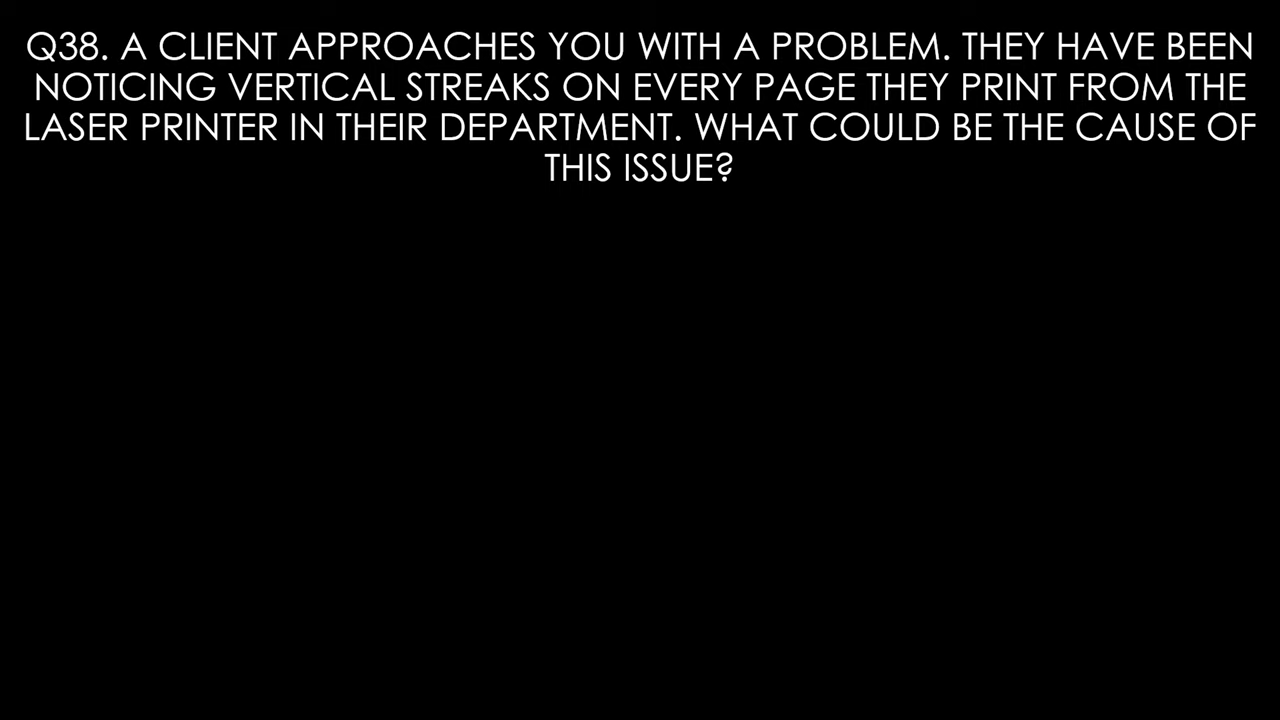 Q38. A CLIENT APPROACHES YOU WITH A PROBLEM. THEY HAVE BEEN
NOTICING VERTICAL STREAKS ON EVERY PAGE THEY PRINT FROM THE
LASER PRINTER IN THEIR DEPARTMENT. WHAT COULD BE THE CAUSE OF
THIS ISSUE?